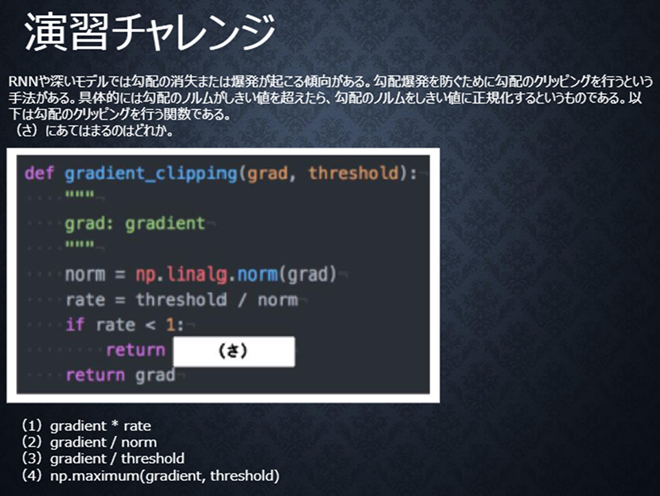 演習チャレンジ
RNNや深いモデルでは勾配の消失または爆発が起こる傾向がある。勾配爆発を防ぐために勾配のクリッピングを行うという
手法がある。具体的には勾配のノルムがしきい値を超えたら、勾配のノルムをしきい値に正規化するというものである。以
下は勾配のクリッピングを行う関数である。
（さ）にあてはまるのはどれか。
def gradient_clipping(grad, threshold):
"""
grad: gradient
"""
norm = np.linalg.norm(grad)
rate = threshold / norm
if rate < 1:
return （さ）
return grad
（1）gradient * rate
（2）gradient / norm
（3）gradient / threshold
（4）np.maximum(gradient, threshold)